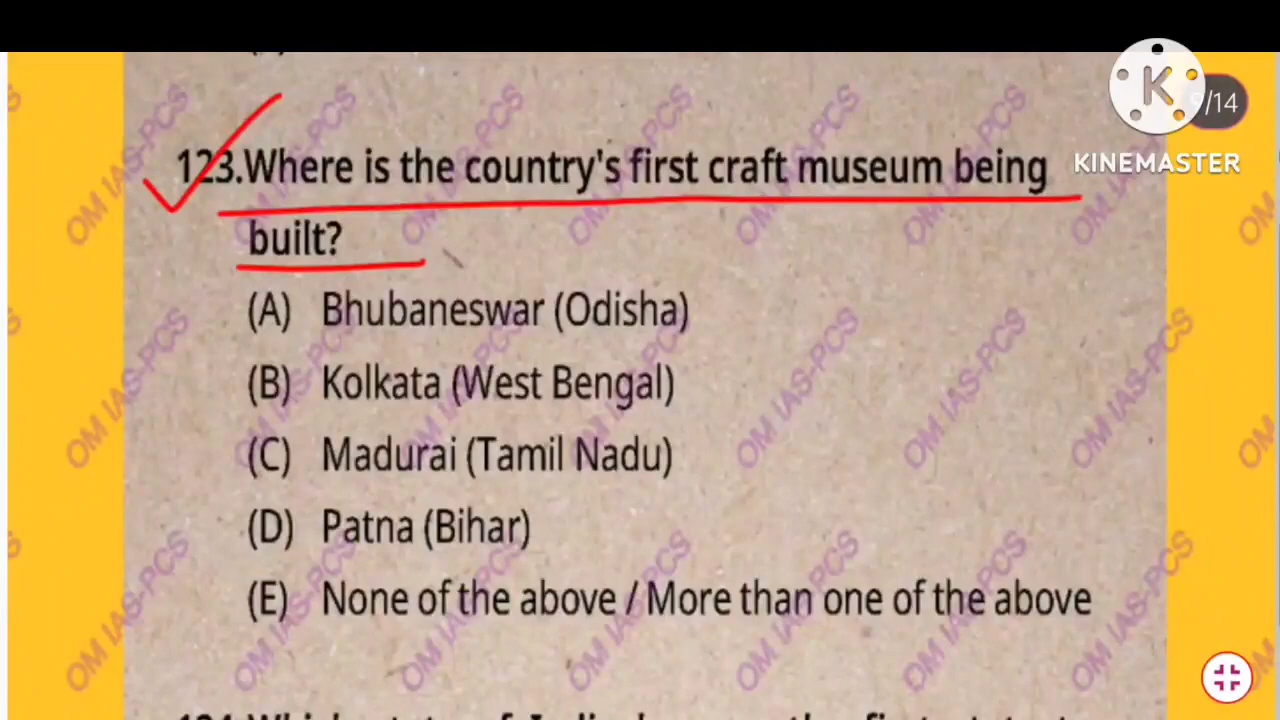 9/14
KINEMASTER
123.Where is the country's first craft museum being
built?
(A) Bhubaneswar (Odisha)
(B) Kolkata (West Bengal)
(C) Madurai (Tamil Nadu)
(D) Patna (Bihar)
(E) None of the above / More than one of the above
OM IAS-PCS